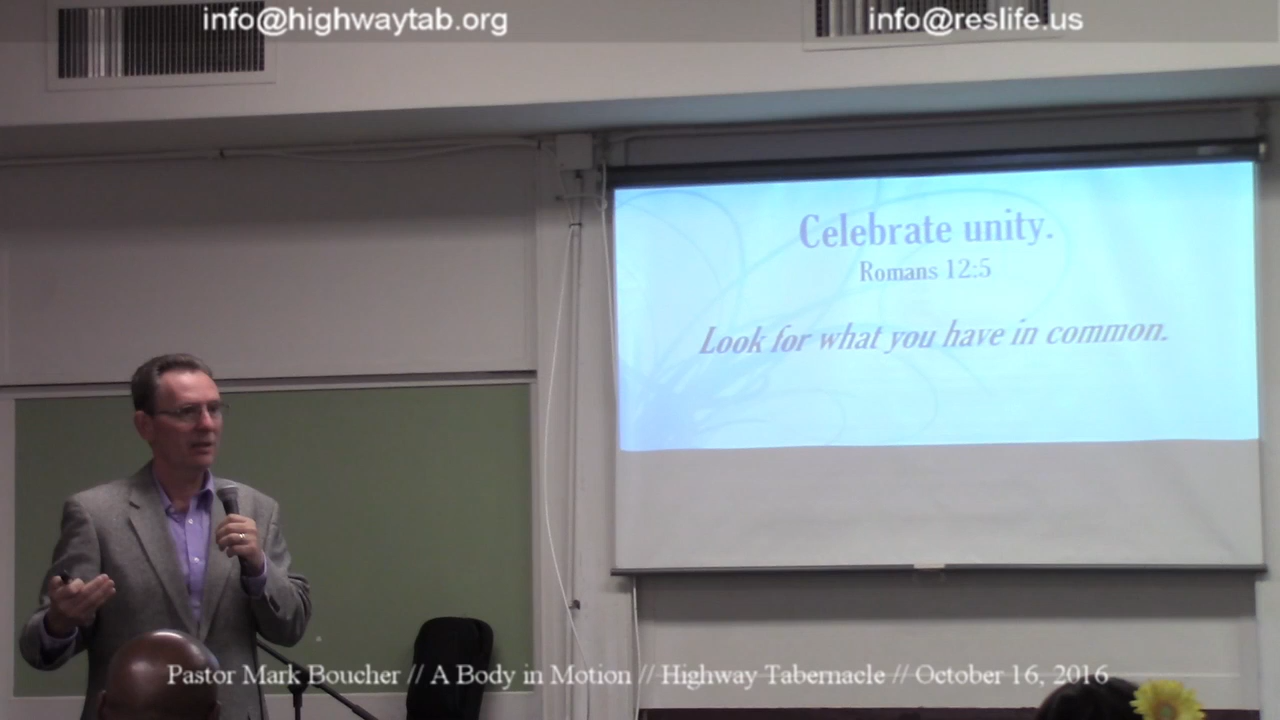 info@highwaytab.org
info@reslife.us
Celebrate unity.
Romans 12:5
Look for what you have in common.
Pastor Mark Boucher // A Body in Motion // Highway Tabernacle // October 16, 2016